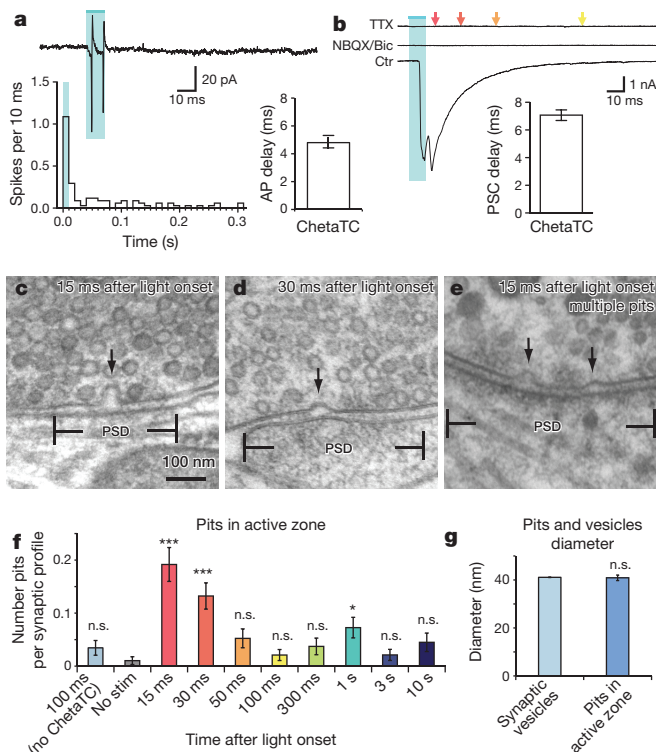 a
20 pA
10 ms
Spikes per 10 ms
1.5
1.0
0.5
0.0
0.0
0.1
0.2
0.3
Time (s)
AP delay (ms)
8
6
4
2
0
ChetaTC
b
TTX
NBQX/Bic
Ctr
1 nA
10 ms
PSC delay (ms)
8
6
4
2
0
ChetaTC
c
15 ms after light onset
PSD
100 nm
d
30 ms after light onset
PSD
e
15 ms after light onset
multiple pits
PSD
f
Pits in active zone
Number pits
per synaptic profile
0.2
0.1
0
n.s.
***
***
n.s.
n.s.
n.s.
*
n.s.
n.s.
100 ms
(no ChetaTC)
No stim
15 ms
30 ms
50 ms
100 ms
300 ms
1 s
3 s
10 s
Time after light onset
g
Pits and vesicles
diameter
Diameter (nm)
40
20
0
n.s.
Synaptic
vesicles
Pits in
active zone